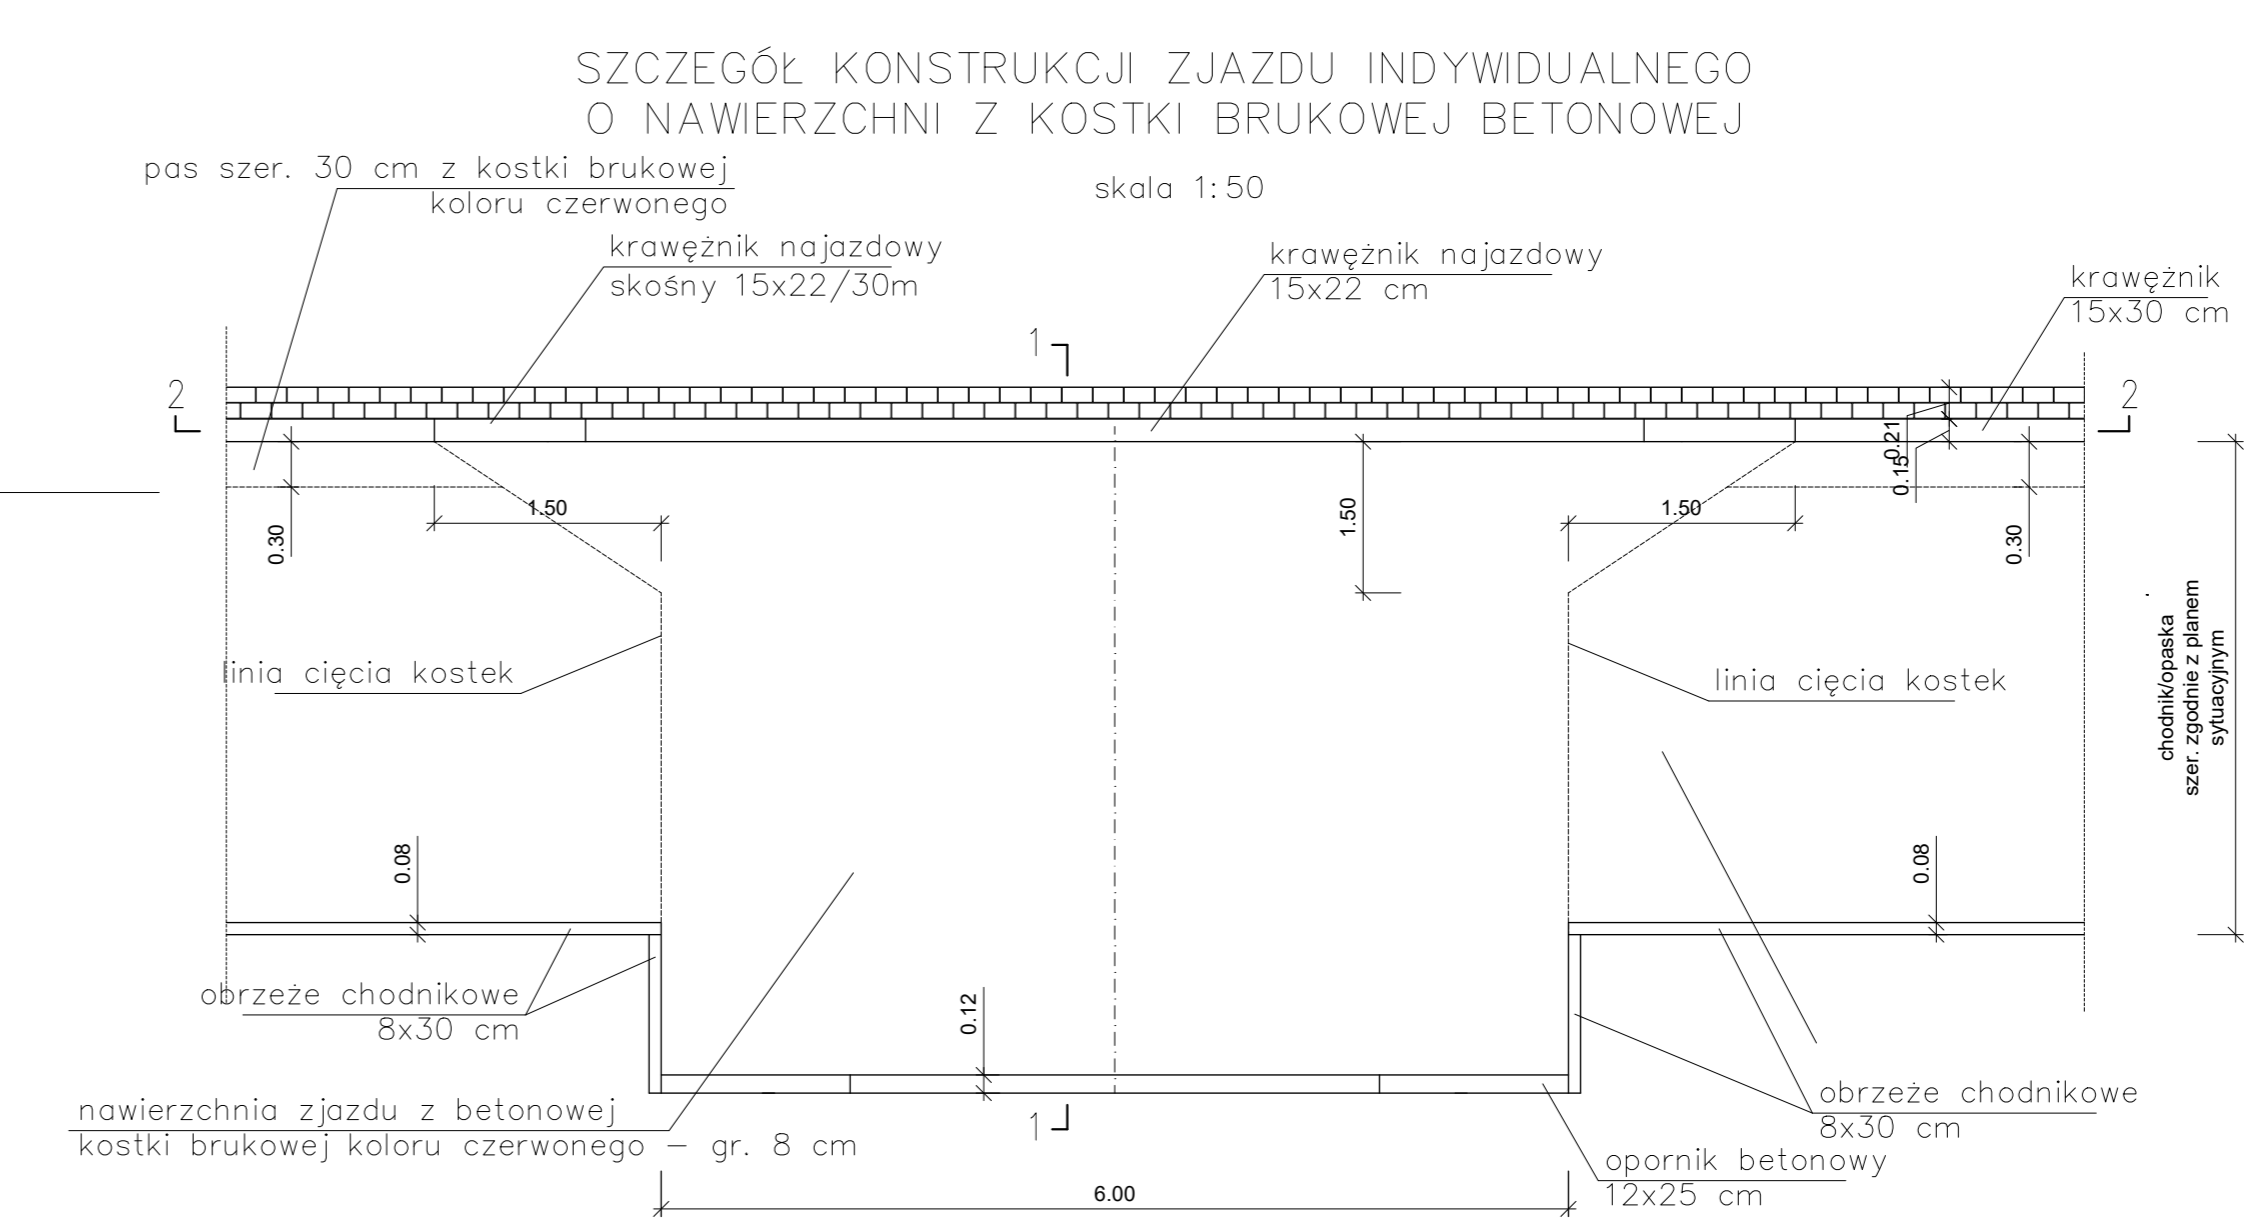 SZCZEGÓŁ KONSTRUKCJI ZJAZDU INDYWIDUALNEGO
O NAWIERZCHNI Z KOSTKI BRUKOWEJ BETONOWEJ
skala 1:50
pas szer. 30 cm z kostki brukowej
koloru czerwonego
krawężnik najazdowy
skośny 15x22/30m
krawężnik najazdowy
15x22 cm
krawężnik
15x30 cm
1
2
2
0.21
0.15
0.30
1.50
1.50
1.50
0.30
linia cięcia kostek
linia cięcia kostek
chodnik/opaska
szer. zgodnie z planem
sytuacyjnym
0.08
0.08
obrzeże chodnikowe
8x30 cm
0.12
nawierzchnia zjazdu z betonowej
kostki brukowej koloru czerwonego – gr. 8 cm
1
obrzeże chodnikowe
8x30 cm
opornik betonowy
12x25 cm
6.00